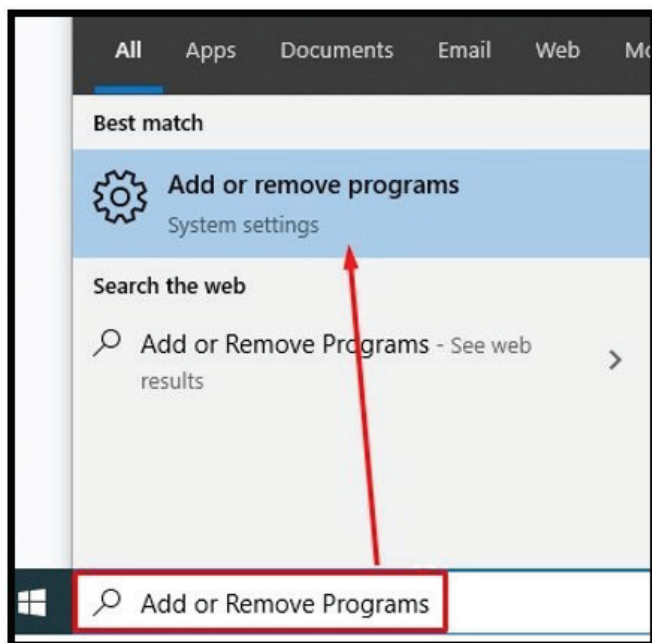 All Apps Documents Email Web
Best match
Add or remove programs
System settings
Search the web
Add or Remove Programs - See web
results
Add or Remove Programs